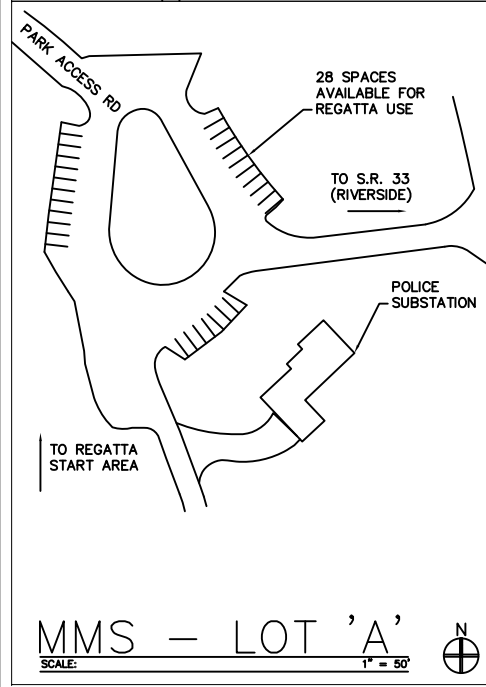 PARK ACCESS RD
28 SPACES
AVAILABLE FOR
REGATTA USE
TO S.R. 33
(RIVERSIDE)
POLICE
SUBSTATION
TO REGATTA
START AREA
MMS - LOT 'A'
SCALE: 1" = 50'
N